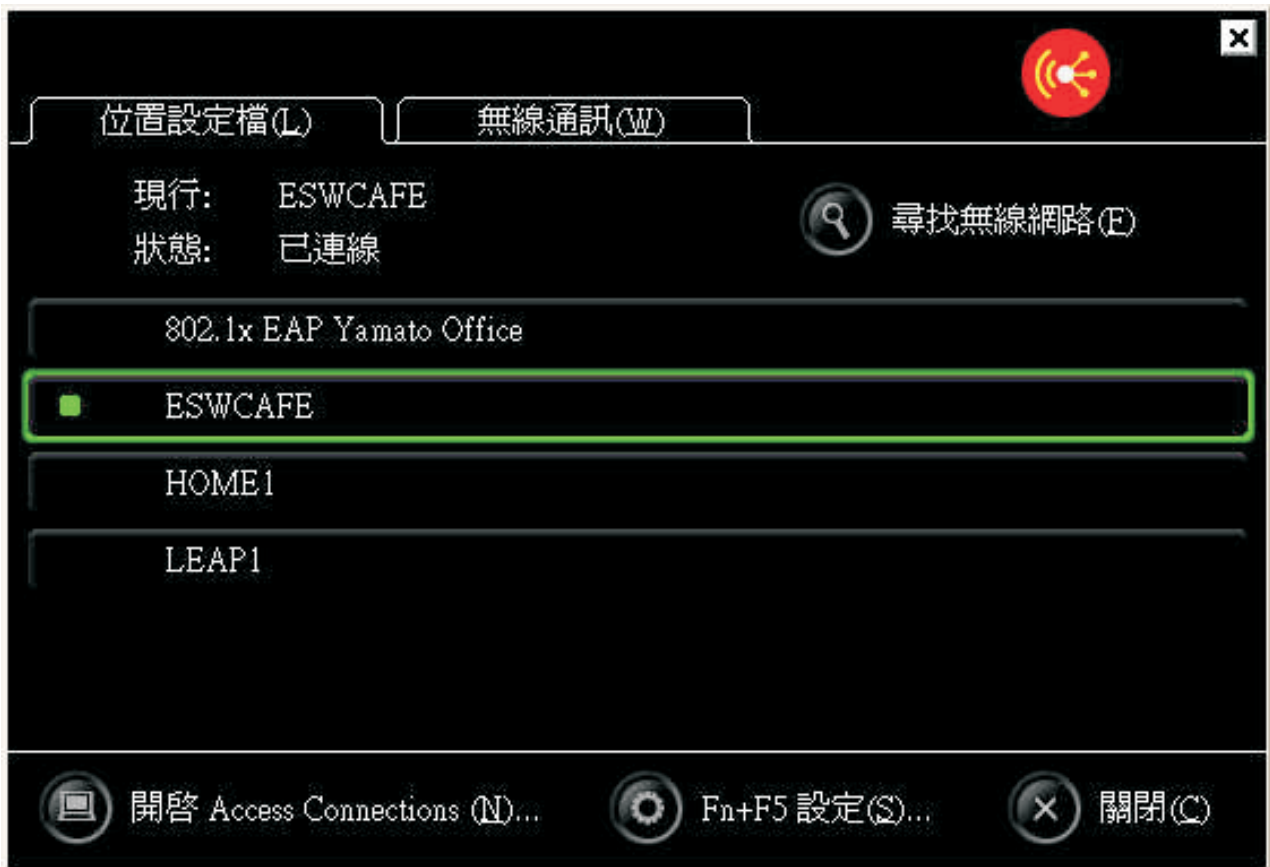 位置設定檔(L) 無線通訊(W)
現行: ESWCAFE
尋找無線網路(F)
狀態: 已連線
802.1x EAP Yamato Office
ESWCAFE
HOME1
LEAP1
開啓 Access Connections (N)... Fn+F5 設定(S)... 關閉(C)